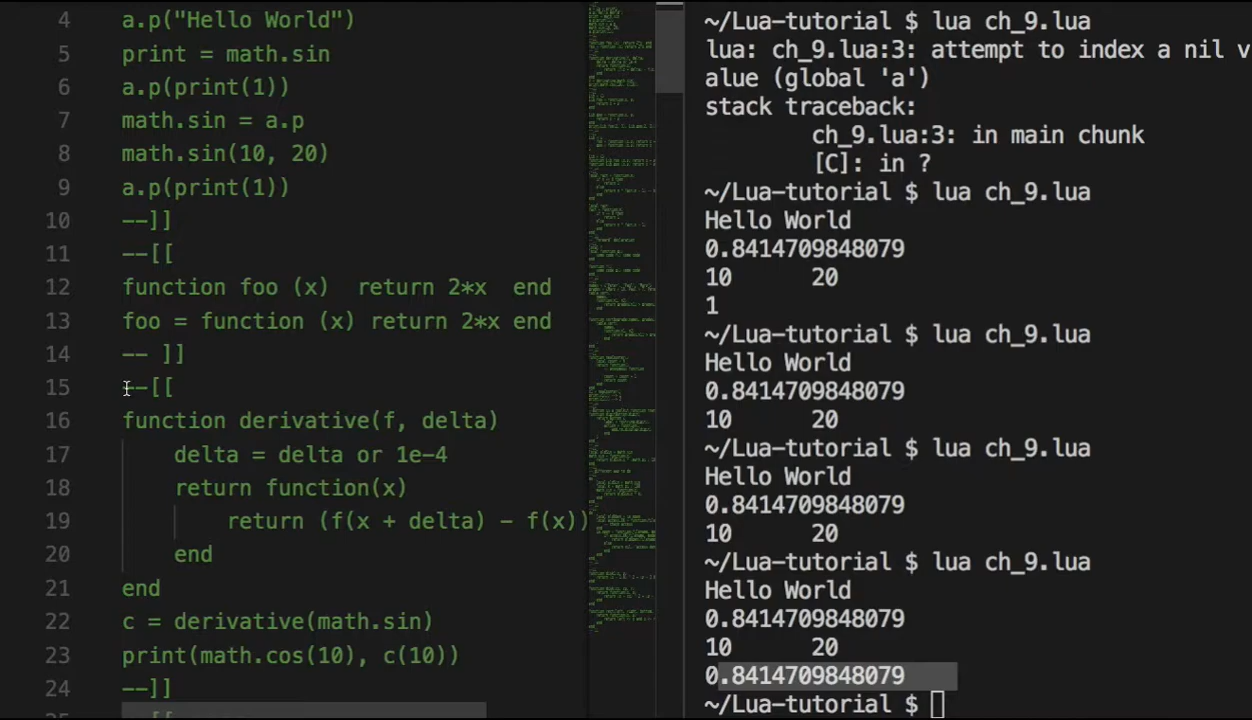 4 a.p("Hello World")
5 print = math.sin
6 a.p(print(1))
7 math.sin = a.p
8 math.sin(10, 20)
9 a.p(print(1))
10 --]]
11 --[[
12 function foo (x)  return 2*x  end
13 foo = function (x) return 2*x end
14 -- ]]
15 --[[
16 function derivative(f, delta)
17 delta = delta or 1e-4
18 return function(x)
19 return (f(x + delta) - f(x))
20 end
21 end
22 c = derivative(math.sin)
23 print(math.cos(10), c(10))
24 --]]
~/Lua-tutorial $ lua ch_9.lua
lua: ch_9.lua:3: attempt to index a nil v
alue (global 'a')
stack traceback:
ch_9.lua:3: in main chunk
[C]: in ?
~/Lua-tutorial $ lua ch_9.lua
Hello World
0.8414709848079
10 20
1
~/Lua-tutorial $ lua ch_9.lua
Hello World
0.8414709848079
10 20
~/Lua-tutorial $ lua ch_9.lua
Hello World
0.8414709848079
10 20
~/Lua-tutorial $ lua ch_9.lua
Hello World
0.8414709848079
10 20
0.8414709848079
~/Lua-tutorial $